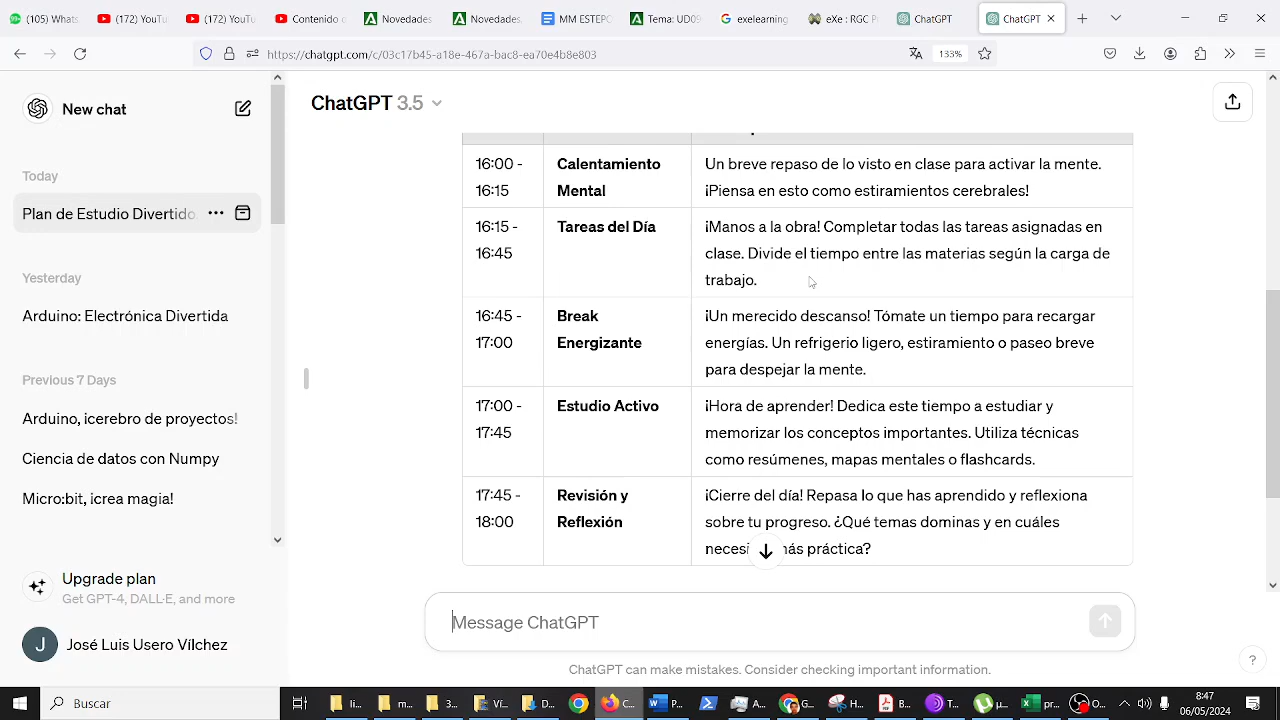 (195) Whats
(172) YouTu
(172) YouTu
Contenido
Novedades
Novedades
MM ESTEP
Tema: UD09
exelearning
eXe : RGC P
ChatGPT
ChatGPT
https://chatgpt.com/c/03c17b45-a18e-467a-bac8-ea70e4b8e803
133%
New chat
Today
Plan de Estudio Divertido
Yesterday
Arduino: Electrónica Divertida
Previous 7 Days
Arduino, ¡cerebro de proyectos!
Ciencia de datos con Numpy
Micro:bit, ¡crea magia!
Upgrade plan
Get GPT-4, DALL·E, and more
J
José Luis Usero Vílchez
ChatGPT 3.5
16:00 -
16:15
Calentamiento
Mental
Un breve repaso de lo visto en clase para activar la mente.
¡Piensa en esto como estiramientos cerebrales!
16:15 -
16:45
Tareas del Día
¡Manos a la obra! Completar todas las tareas asignadas en
clase. Divide el tiempo entre las materias según la carga de
trabajo.
16:45 -
17:00
Break
Energizante
¡Un merecido descanso! Tómate un tiempo para recargar
energías. Un refrigerio ligero, estiramiento o paseo breve
para despejar la mente.
17:00 -
17:45
Estudio Activo
¡Hora de aprender! Dedica este tiempo a estudiar y
memorizar los conceptos importantes. Utiliza técnicas
como resúmenes, mapas mentales o flashcards.
17:45 -
18:00
Revisión y
Reflexión
¡Cierre del día! Repasa lo que has aprendido y reflexiona
sobre tu progreso. ¿Qué temas dominas y en cuáles
necesi más práctica?
Message ChatGPT
ChatGPT can make mistakes. Consider checking important information.
?
Buscar
8:47
06/05/2024